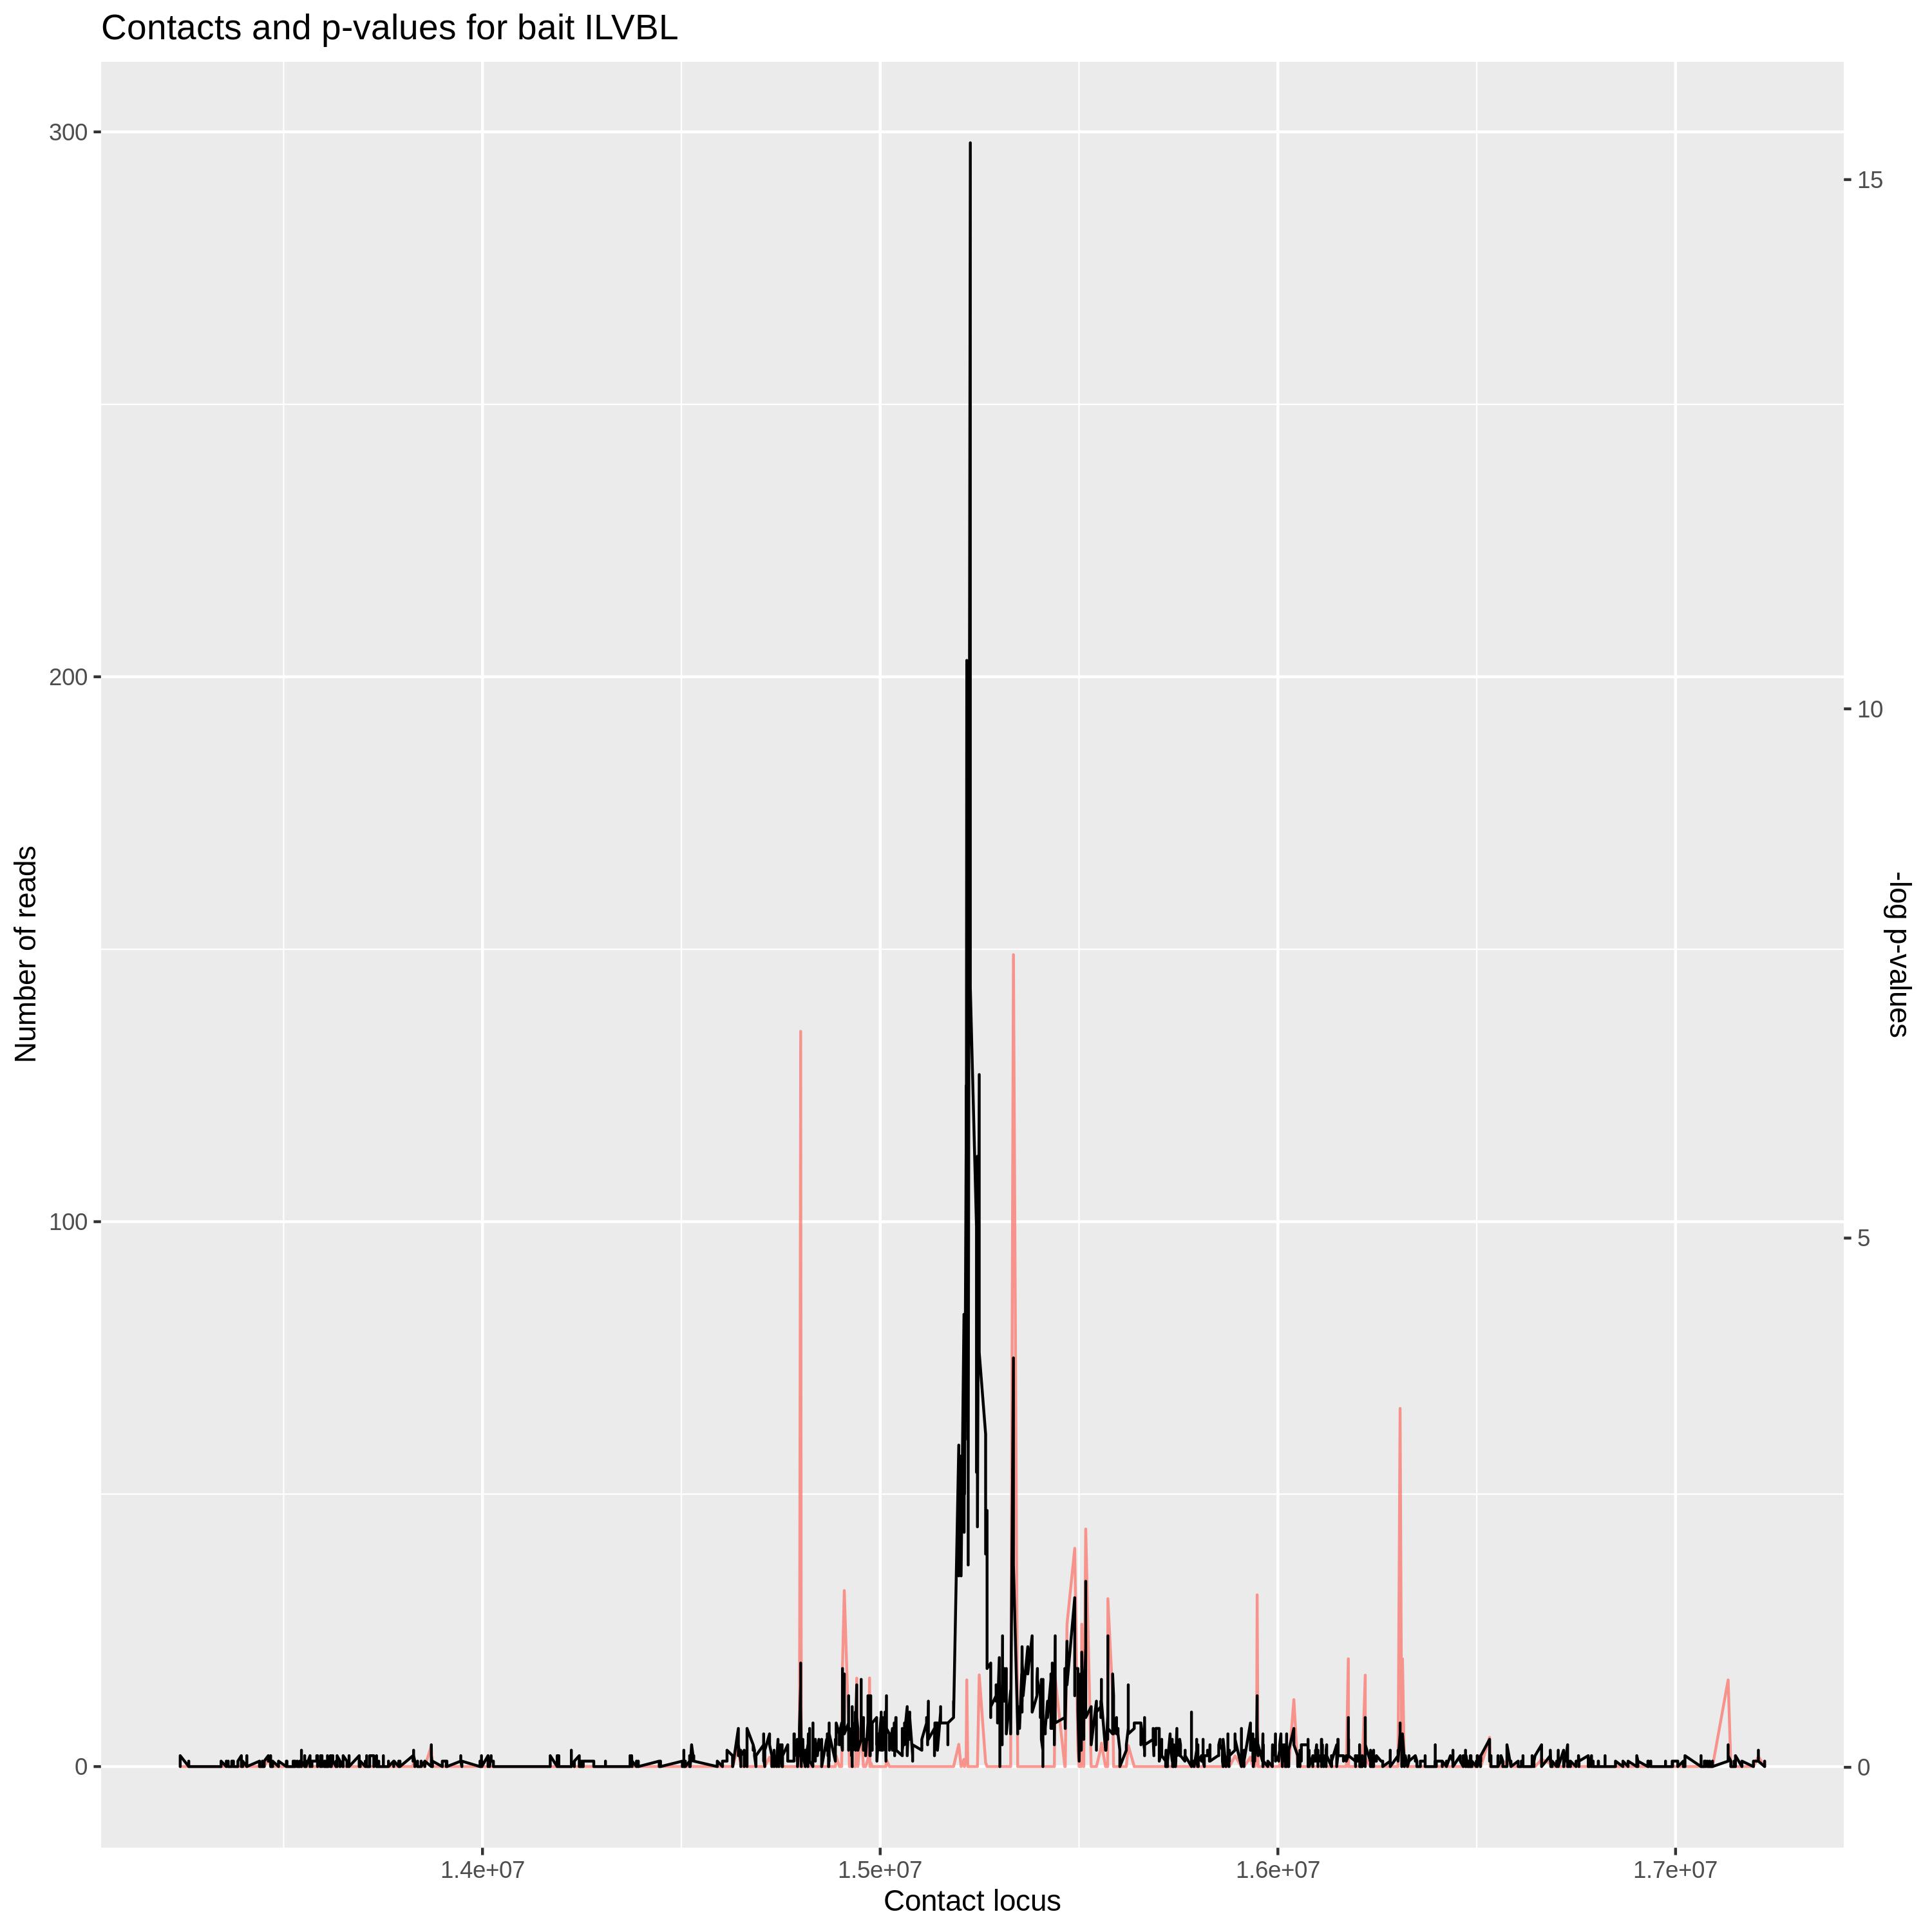 Contacts and p-values for bait ILVBL
300
200
100
0
Number of reads
15
10
5
0
-log p-values
1.4e+07
1.5e+07
1.6e+07
1.7e+07
Contact locus